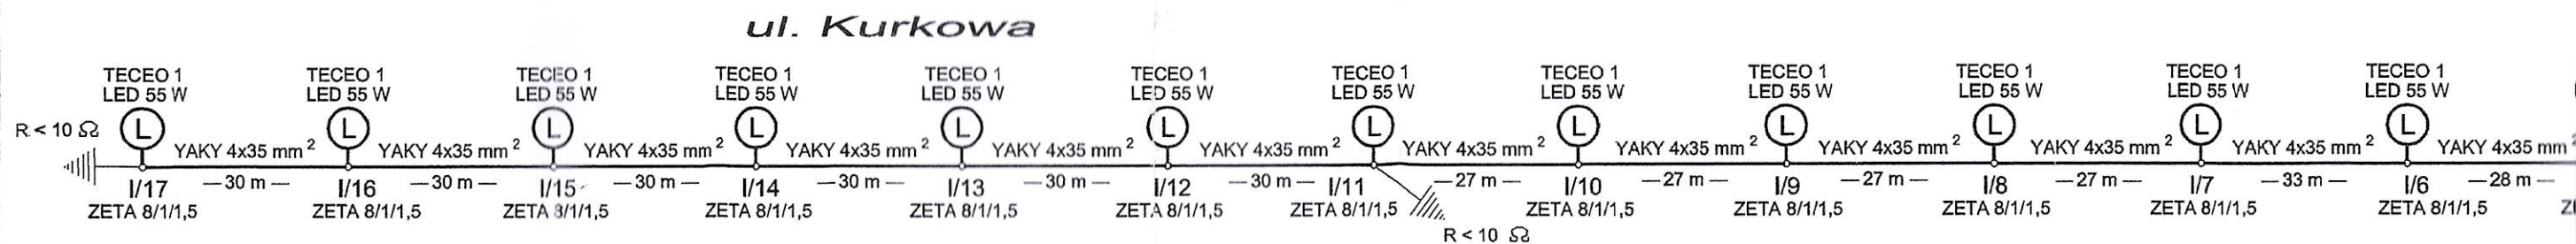 ul. Kurkowa
TECEO 1 TECEO 1 TECEO 1 TECEO 1 TECEO 1 TECEO 1 TECEO 1 TECEO 1 TECEO 1 TECEO 1 TECEO 1 TECEO 1
LED 55 W LED 55 W LED 55 W LED 55 W LED 55 W LED 55 W LED 55 W LED 55 W LED 55 W LED 55 W LED 55 W LED 55 W
R < 10 Ω L L L L L L L L L L L L
YAKY 4x35 mm² YAKY 4x35 mm² YAKY 4x35 mm² YAKY 4x35 mm² YAKY 4x35 mm² YAKY 4x35 mm² YAKY 4x35 mm² YAKY 4x35 mm² YAKY 4x35 mm² YAKY 4x35 mm² YAKY 4x35 mm² YAKY 4x35 mm
I/17 —30 m— I/16 —30 m— I/15 —30 m— I/14 —30 m— I/13 —30 m— I/12 —30 m— I/11 —27 m— I/10 —27 m— I/9 —27 m— I/8 —27 m— I/7 —33 m— I/6 —28 m—
ZETA 8/1/1,5 ZETA 8/1/1,5 ZETA 8/1/1,5 ZETA 8/1/1,5 ZETA 8/1/1,5 ZETA 8/1/1,5 ZETA 8/1/1,5 ZETA 8/1/1,5 ZETA 8/1/1,5 ZETA 8/1/1,5 ZETA 8/1/1,5 ZETA 8/1/1,5
R < 10 Ω